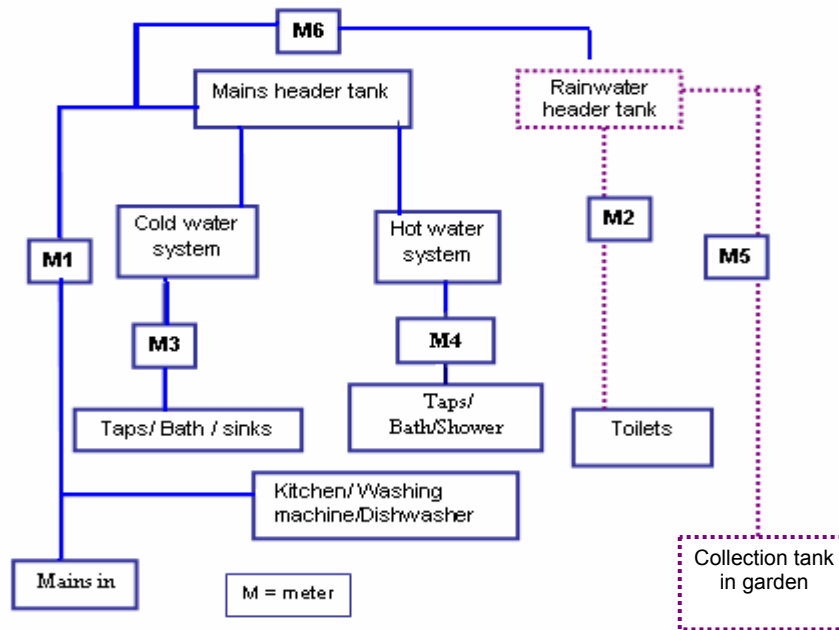 M6
Mains header tank
Rainwater
header tank
Cold water
system
Hot water
system
M2
M1
M5
M3
M4
Taps/ Bath / sinks
Taps/
Bath/Shower
Toilets
Kitchen/ Washing
machine/Dishwasher
Mains in
M = meter
Collection tank
in garden